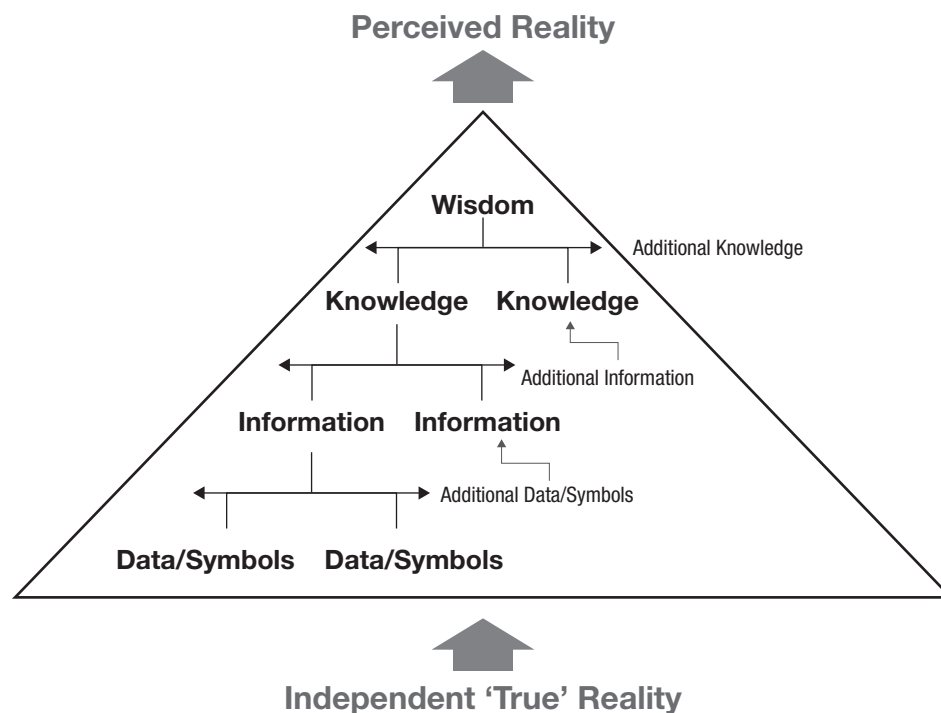 Perceived Reality
Wisdom
Additional Knowledge
Knowledge Knowledge
Additional Information
Information Information
Additional Data/Symbols
Data/Symbols Data/Symbols
Independent ‘True’ Reality